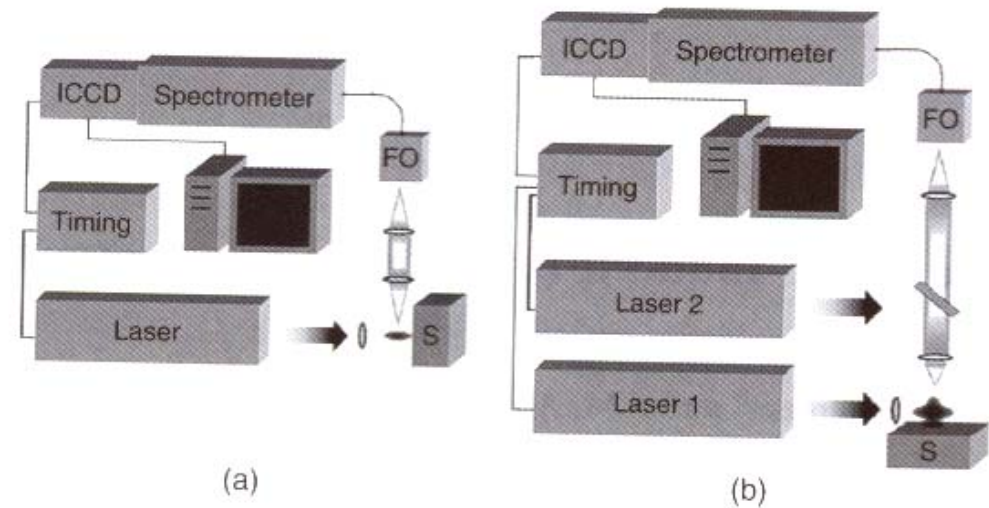 ICCD Spectrometer
FO
Timing
Laser
S
(a)
ICCD Spectrometer
FO
Timing
Laser 2
Laser 1
S
(b)